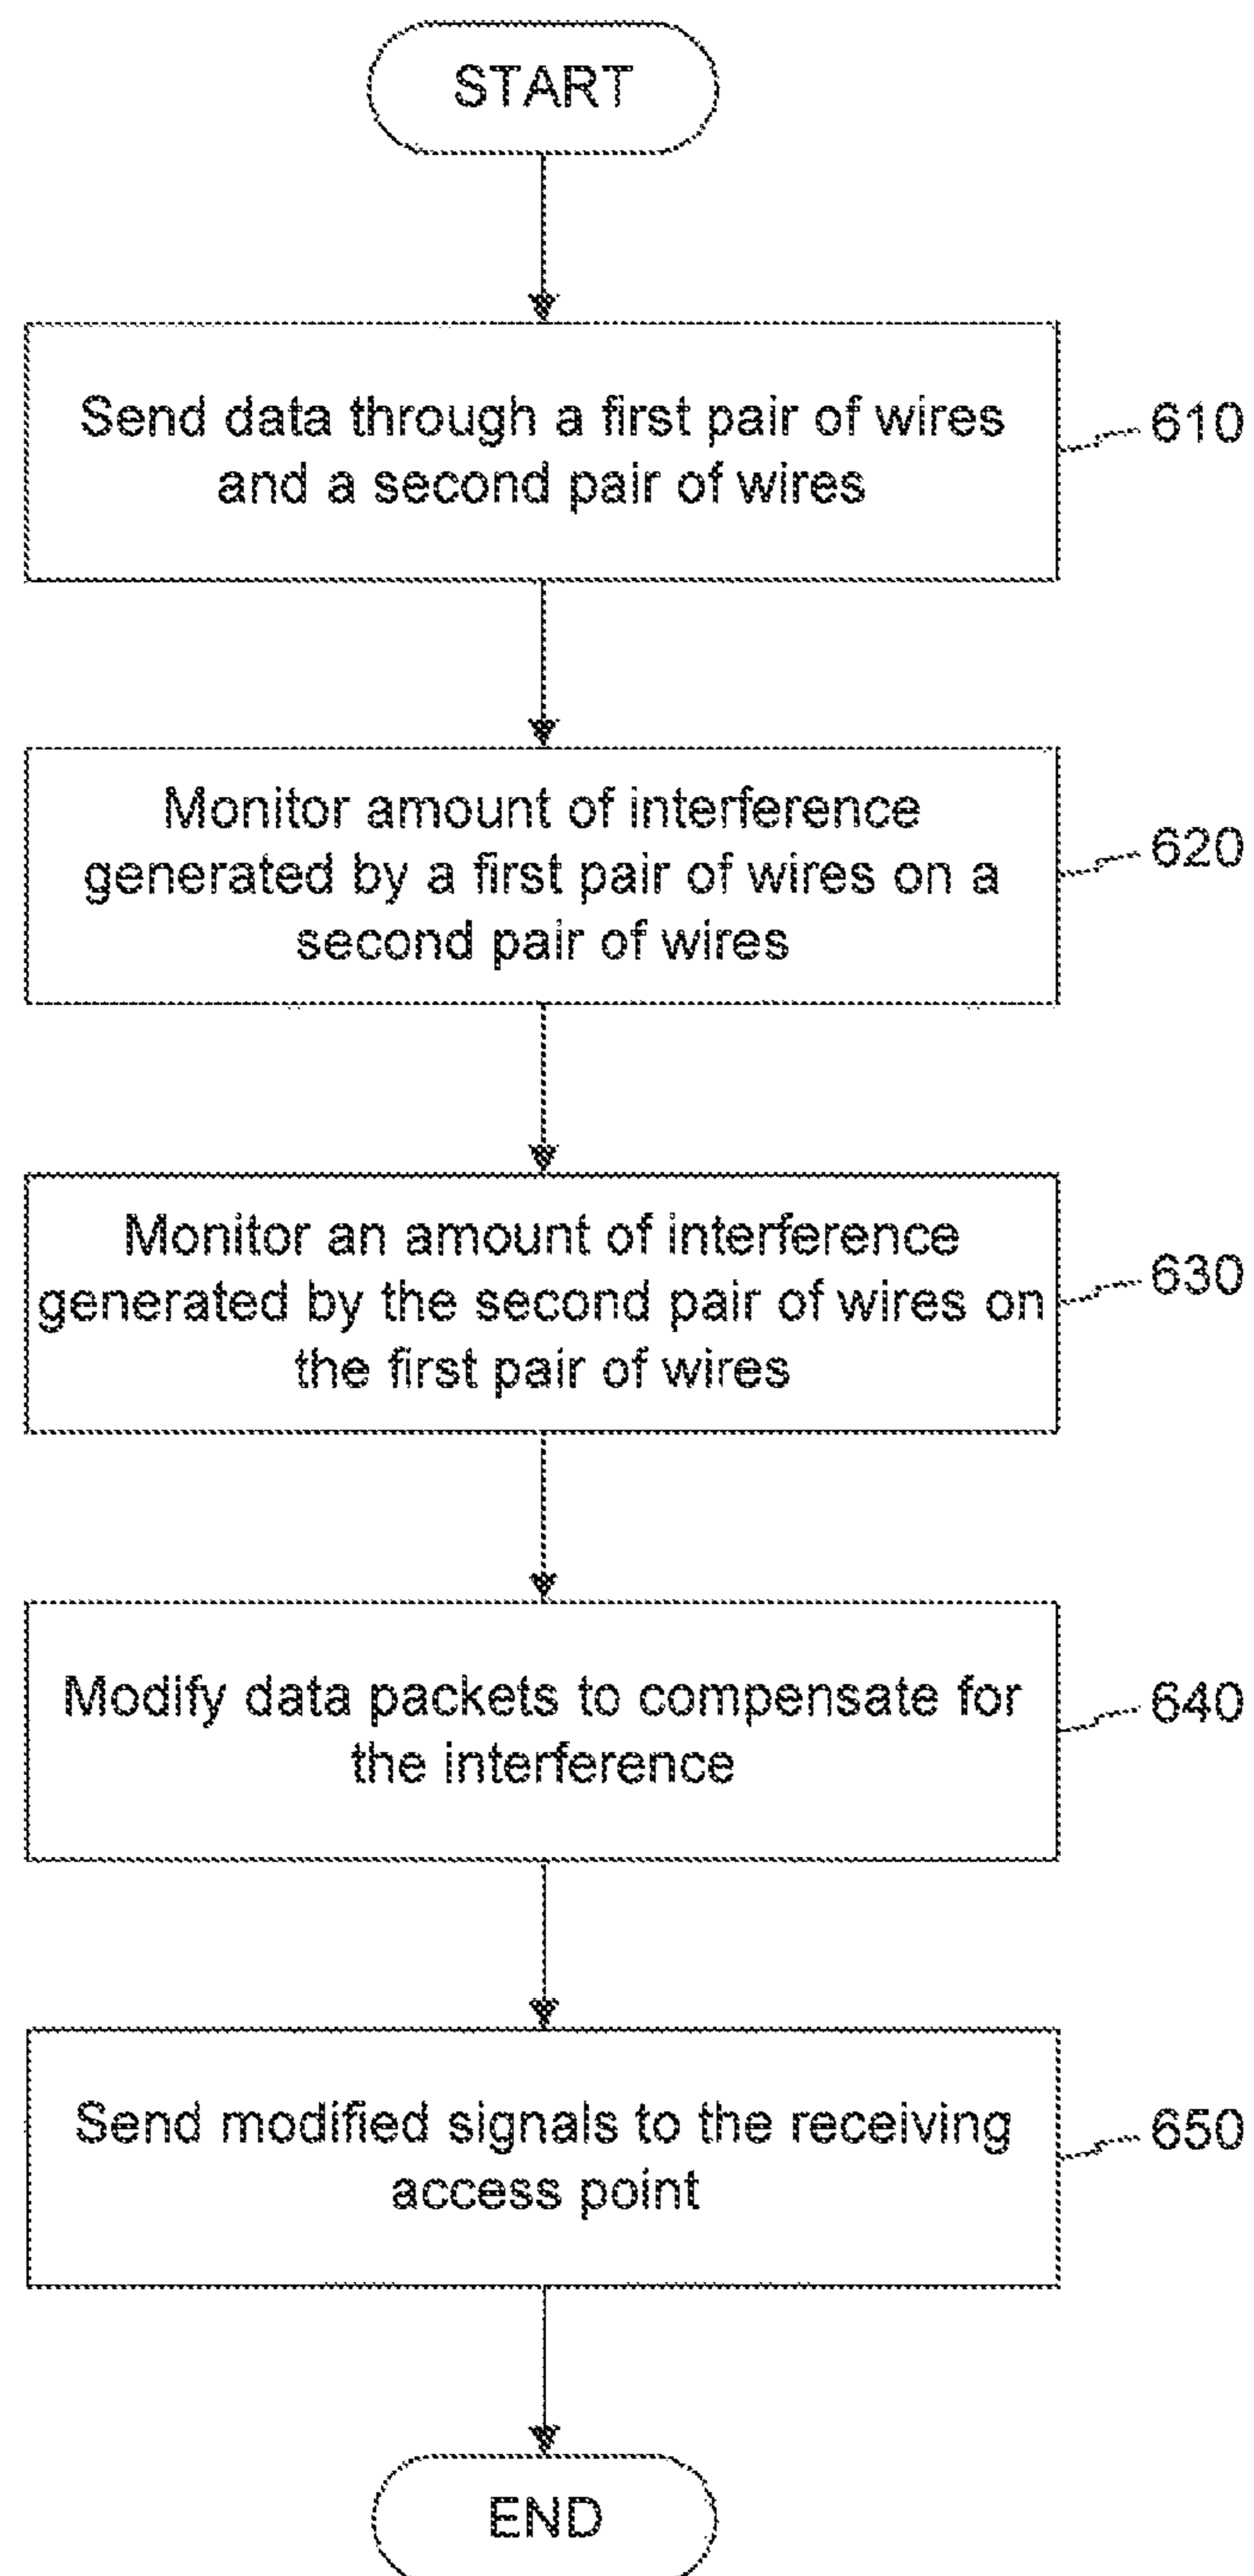 START
Send data through a first pair of wires
and a second pair of wires
610
Monitor amount of interference
generated by a first pair of wires on a
second pair of wires
620
Monitor an amount of interference
generated by the second pair of wires on
the first pair of wires
630
Modify data packets to compensate for
the interference
640
Send modified signals to the receiving
access point
650
END